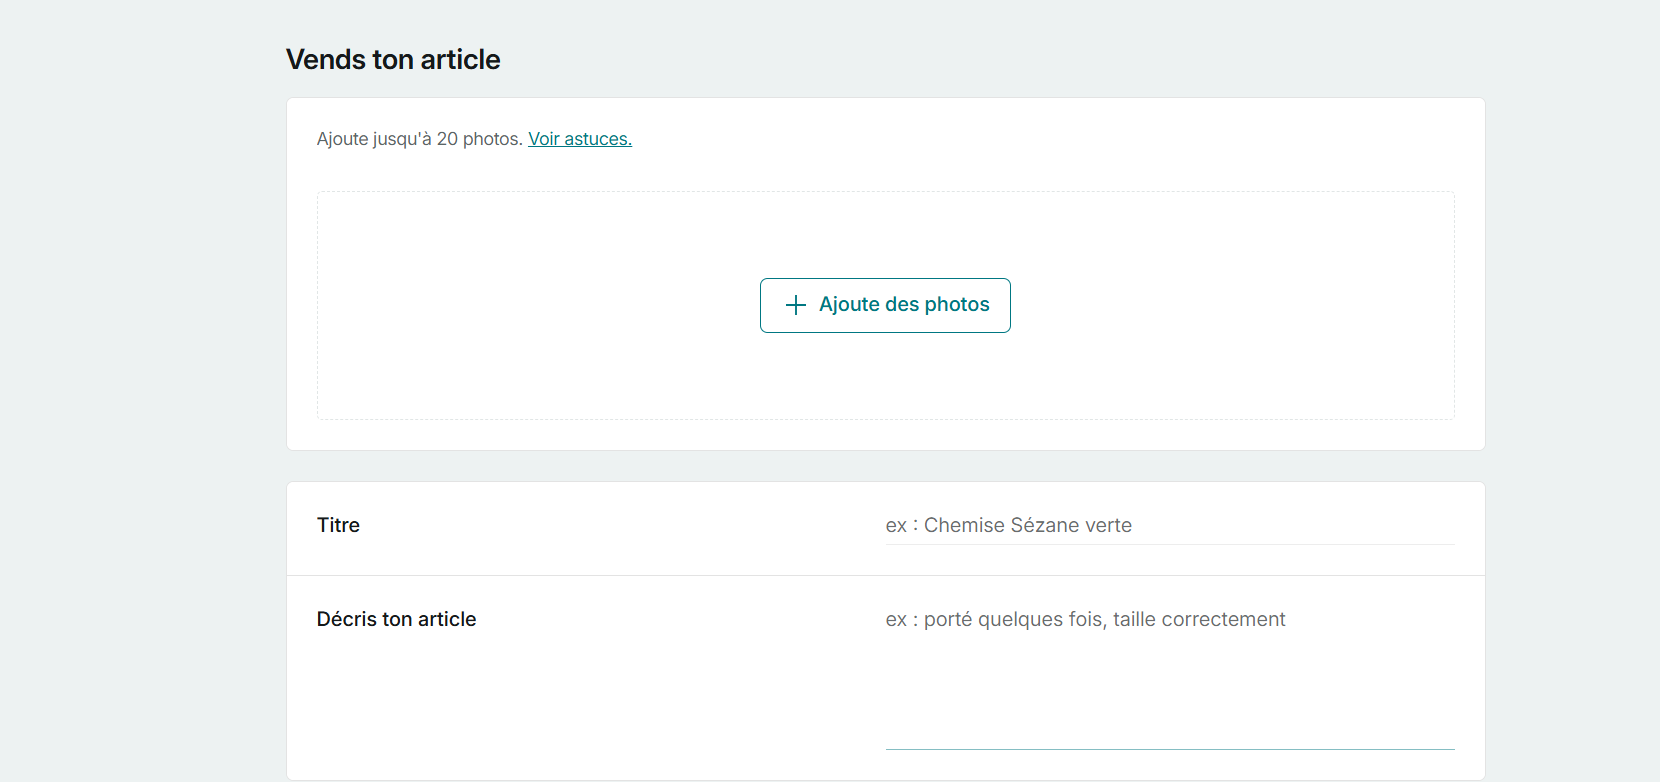 Vends ton article
Ajoute jusqu'à 20 photos. Voir astuces.
Ajoute des photos
Titre
ex : Chemise Sézane verte
Décris ton article
ex : porté quelques fois, taille correctement